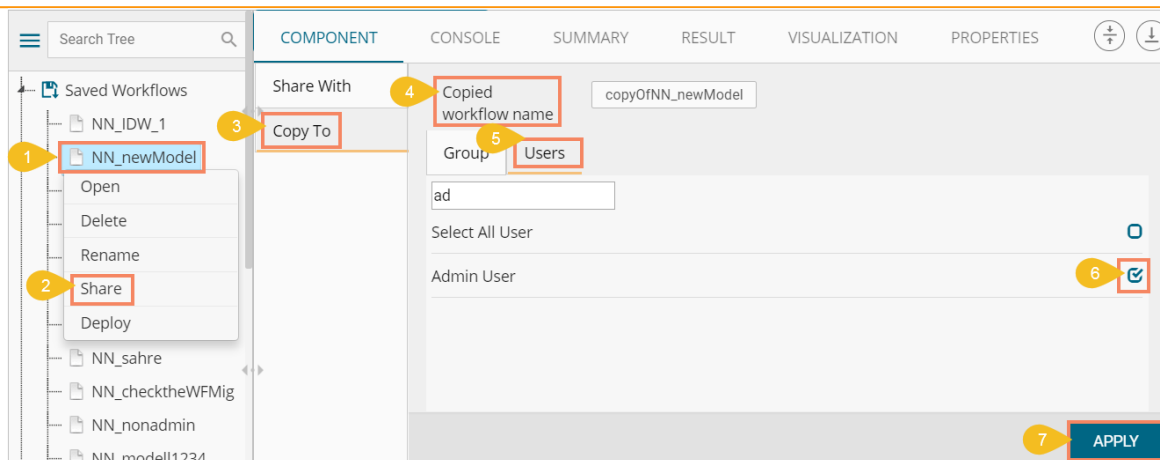 Search Tree
COMPONENT
CONSOLE
SUMMARY
RESULT
VISUALIZATION
PROPERTIES
Saved Workflows
NN_IDW_1
1
NN_newModel
Open
Delete
Rename
2
Share
Deploy
NN_sahre
NN_checktheWFMig
NN_nonadmin
NN_modell1234
Share With
3
Copy To
4
Copied
workflow name
copyOfNN_newModel
5
Group
Users
ad
Select All User
Admin User
6
7
APPLY